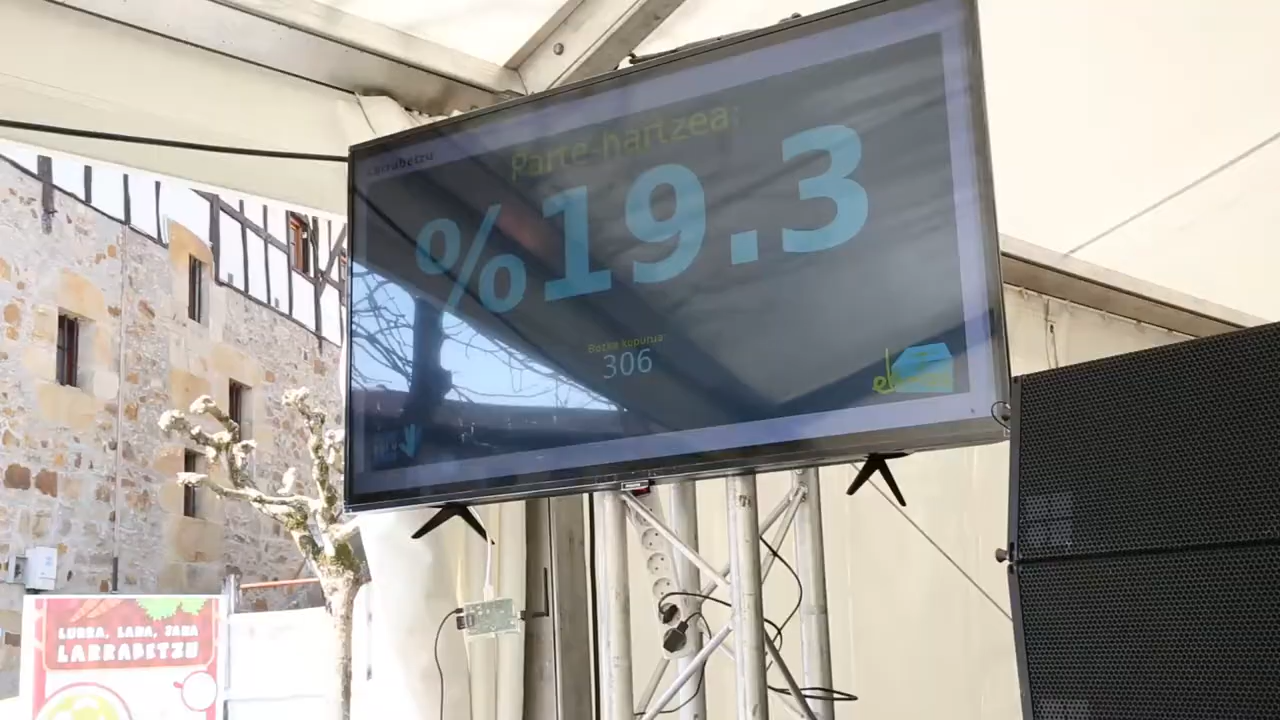 Larrabetzu
Parte-hartzea:
%19.3
Bozka kopurua:
306
LURRA, LANA, JANA
LARRABETZU